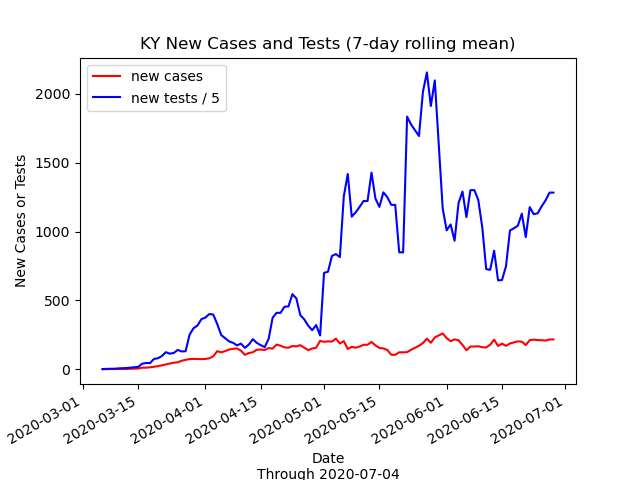 KY New Cases and Tests (7-day rolling mean)
new cases
new tests / 5
New Cases or Tests
2000
1500
1000
500
0
2020-03-01
2020-03-15
2020-04-01
2020-04-15
2020-05-01
2020-05-15
2020-06-01
2020-06-15
2020-07-01
Date
Through 2020-07-04